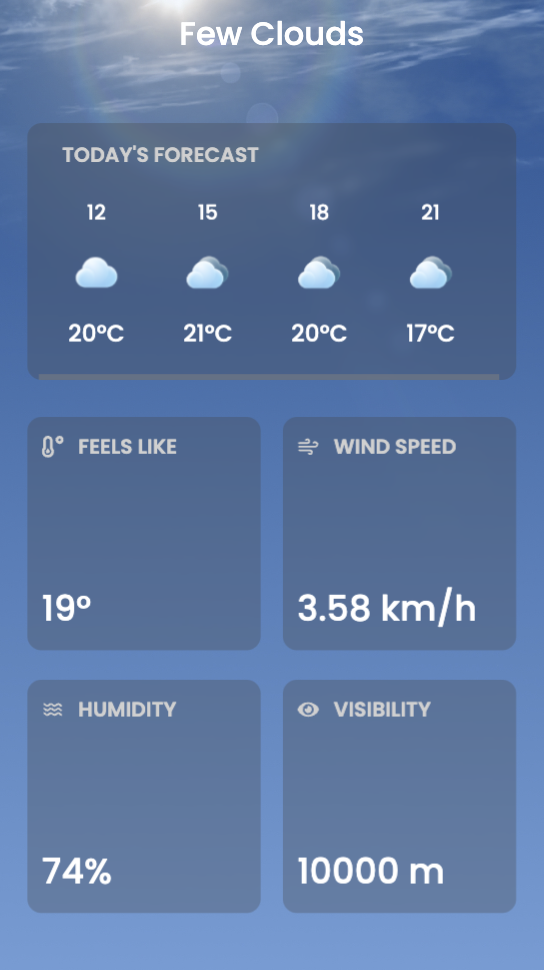 Few Clouds
TODAY'S FORECAST
12 15 18 21
20°C 21°C 20°C 17°C
FEELS LIKE
19°
WIND SPEED
3.58 km/h
HUMIDITY
74%
VISIBILITY
10000 m